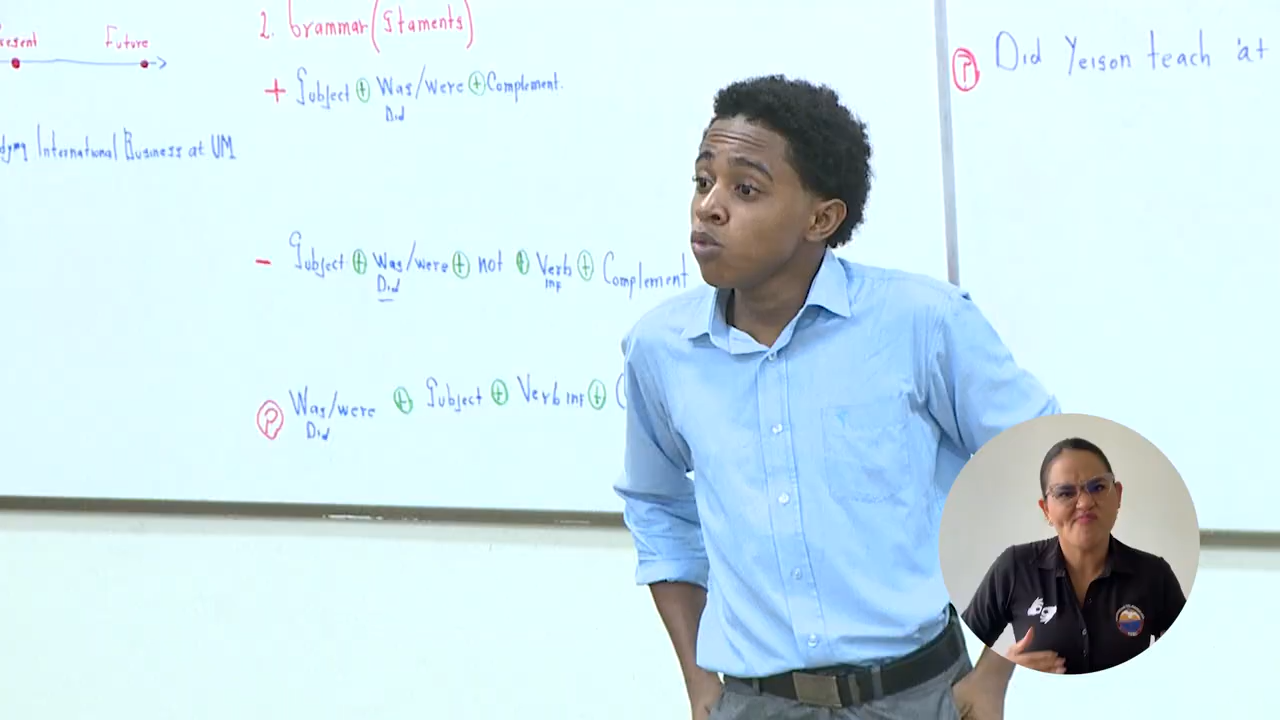 Future
dying International Business at UM
2. Grammar (Staments)
+ Subject + Was/were + Complement.
Did
- Subject + Was/were + not + Verb inf + Complement
Did
P Was/were + Subject + Verb inf +
Did
P Did Yeison teach at